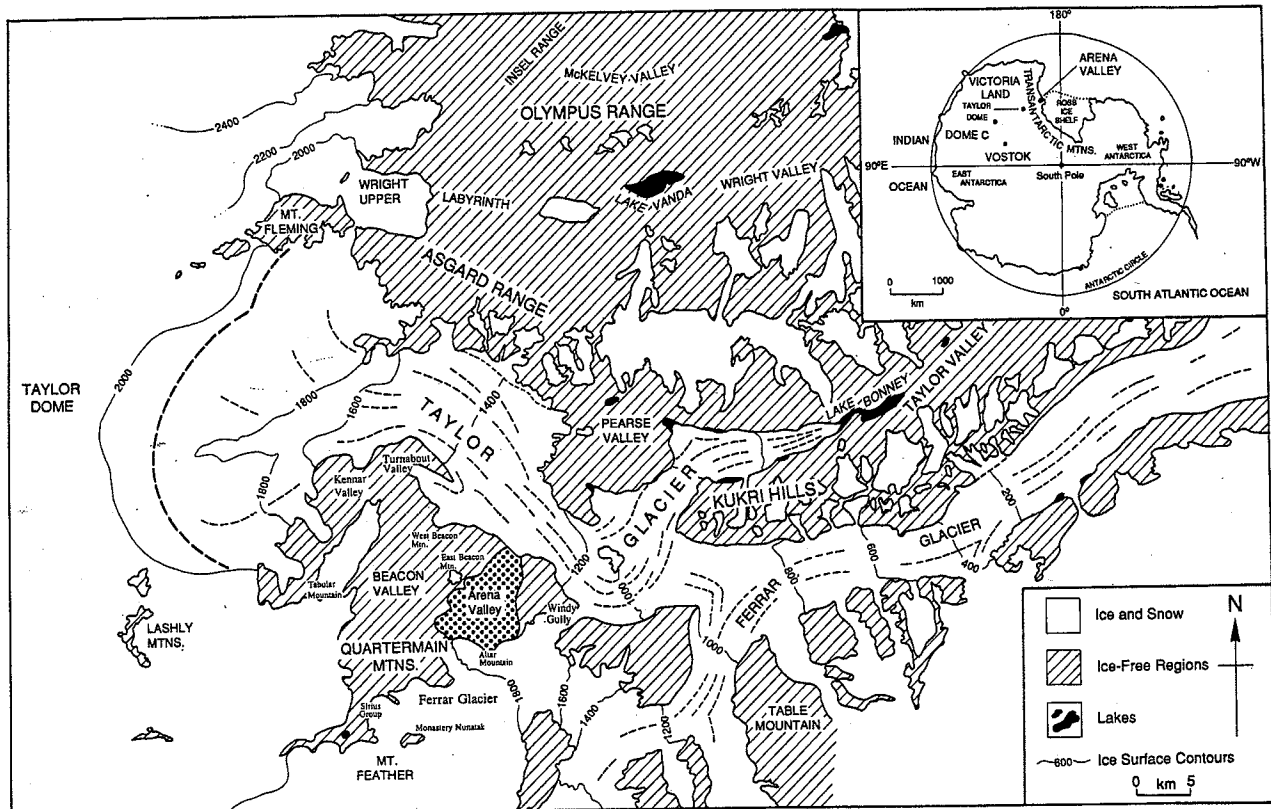 2400
2200
2000
INSEL RANGE
McKELVEY VALLEY
OLYMPUS RANGE
WRIGHT
UPPER
LABYRINTH
LAKE VANDA
WRIGHT VALLEY
MT.
FLEMING
ASGARD RANGE
TAYLOR
DOME
2000
1800
1600
1400
TAYLOR
PEARSE
VALLEY
LAKE BONNEY
TAYLOR VALLEY
GLACIER
KUKRI HILLS
Turnabout
Valley
Kennar
Valley
1800
West Beacon
Mtn.
East Beacon
Mtn.
1200
Tabular
Mountain
BEACON
VALLEY
Arena
Valley
Windy
Gully
FERRAR
GLACIER
800
600
400
200
1000
LASHLY
MTNS.
QUARTERMAIN
MTNS.
Altar
Mountain
1800
1600
1400
1200
Ferrar Glacier
Sirius
Group
Monastery Nunatak
MT.
FEATHER
TABLE
MOUNTAIN
180°
ARENA
VALLEY
VICTORIA
LAND
TRANSANTARCTIC MTNS.
ROSS
ICE
SHELF
TAYLOR
DOME
DOME C
INDIAN
OCEAN
VOSTOK
WEST
ANTARCTICA
90°E
90°W
EAST
ANTARCTICA
South Pole
0 1000
km
ANTARCTIC CIRCLE
SOUTH ATLANTIC OCEAN
0°
Ice and Snow
N
Ice-Free Regions
Lakes
600 Ice Surface Contours
0 km 5